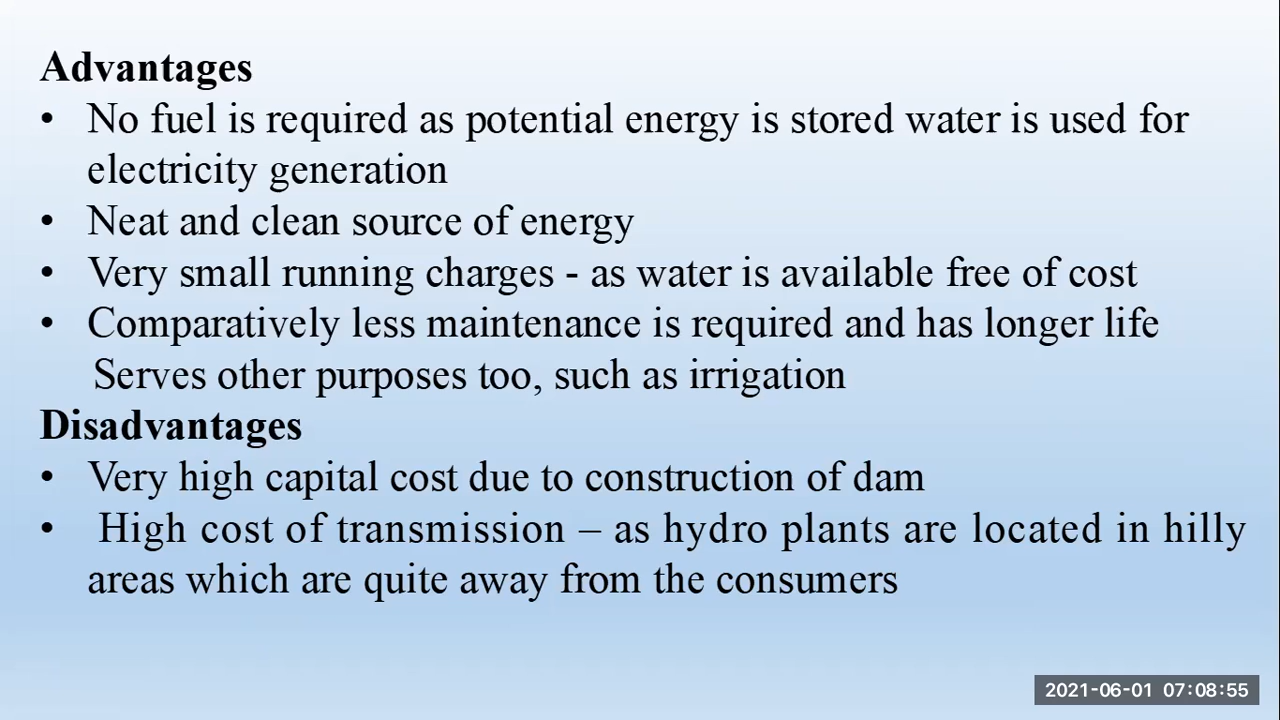 Advantages
• No fuel is required as potential energy is stored water is used for
electricity generation
• Neat and clean source of energy
• Very small running charges - as water is available free of cost
• Comparatively less maintenance is required and has longer life
Serves other purposes too, such as irrigation
Disadvantages
• Very high capital cost due to construction of dam
• High cost of transmission – as hydro plants are located in hilly
areas which are quite away from the consumers
2021-06-01 07:08:55